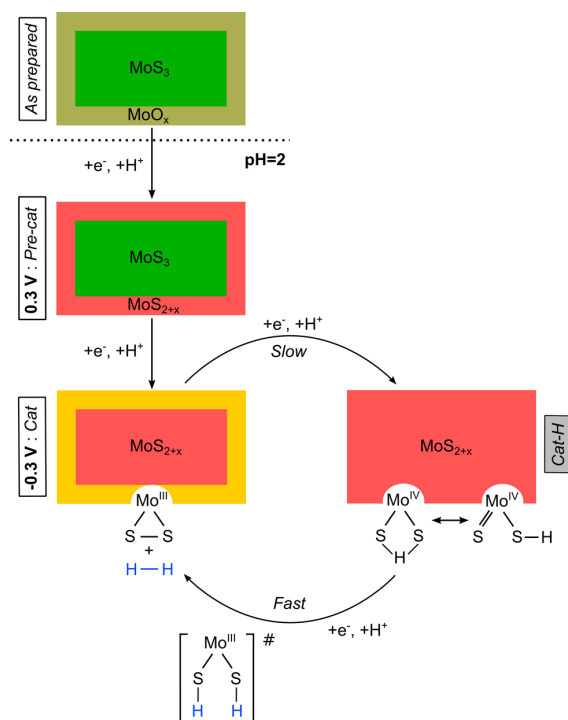 As prepared
MoS₃
MoOₓ
pH=2
+e⁻, +H⁺
0.3 V : Pre-cat
MoS₃
MoS₂₊ₓ
+e⁻, +H⁺
+e⁻, +H⁺
Slow
-0.3 V : Cat
MoS₂₊ₓ
MoS₂₊ₓ
Cat-H
Moᴵᴵᴵ
Moᴵⱽ
Moᴵⱽ
S S
S S
S S H
H
+
H H
Fast
+e⁻, +H⁺
Moᴵᴵᴵ
#
S S
H H